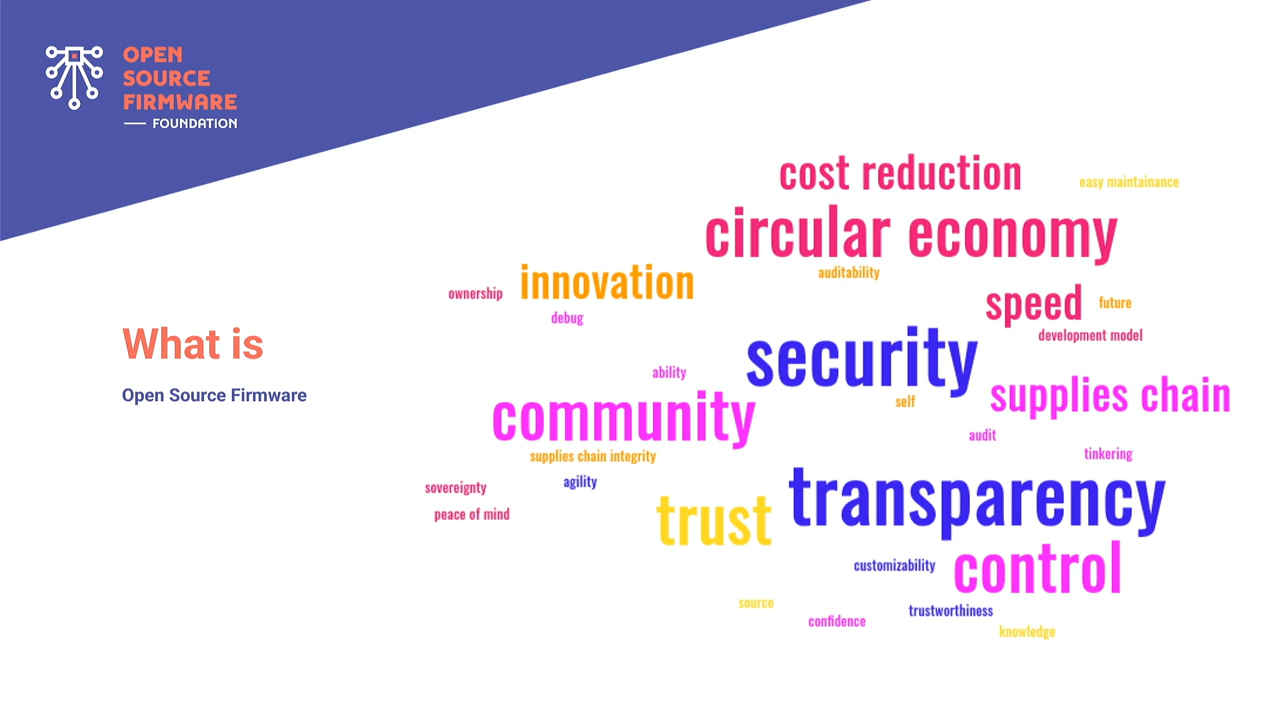 OPEN
SOURCE
FIRMWARE
FOUNDATION
What is
Open Source Firmware
cost reduction
easy maintainance
circular economy
auditability
innovation
ownership
speed
future
debug
development model
security
ability
supplies chain
self
community
audit
supplies chain integrity
tinkering
agility
sovereignty
transparency
peace of mind
trust
customizability
control
source
trustworthiness
confidence
knowledge